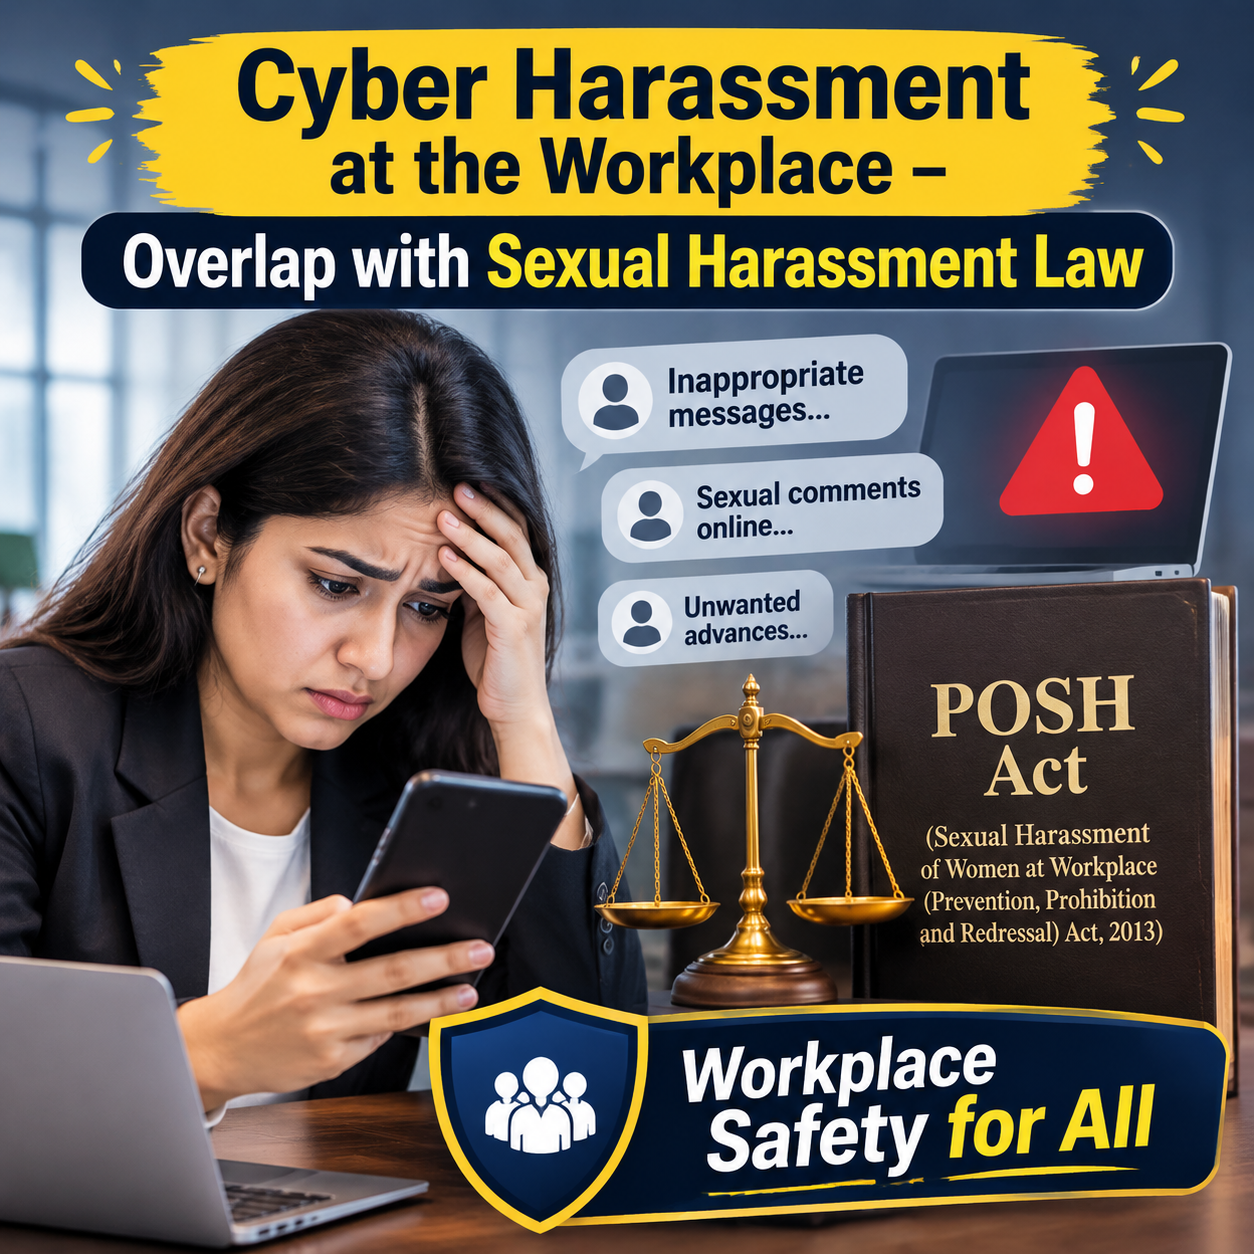 Cyber Harassment
at the Workplace –
Overlap with Sexual Harassment Law
Inappropriate
messages...
Sexual comments
online...
Unwanted
advances...
POSH
Act
(Sexual Harassment
of Women at Workplace
(Prevention, Prohibition
and Redressal) Act, 2013)
Workplace
Safety for All